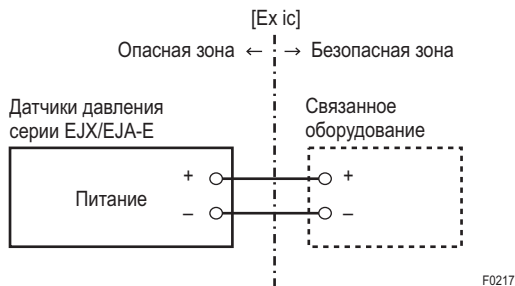 [Ex ic]
Опасная зона ← → Безопасная зона
Датчики давления
серии EJX/EJA-E
Связанное
оборудование
Питание
+
–
+
–
F0217